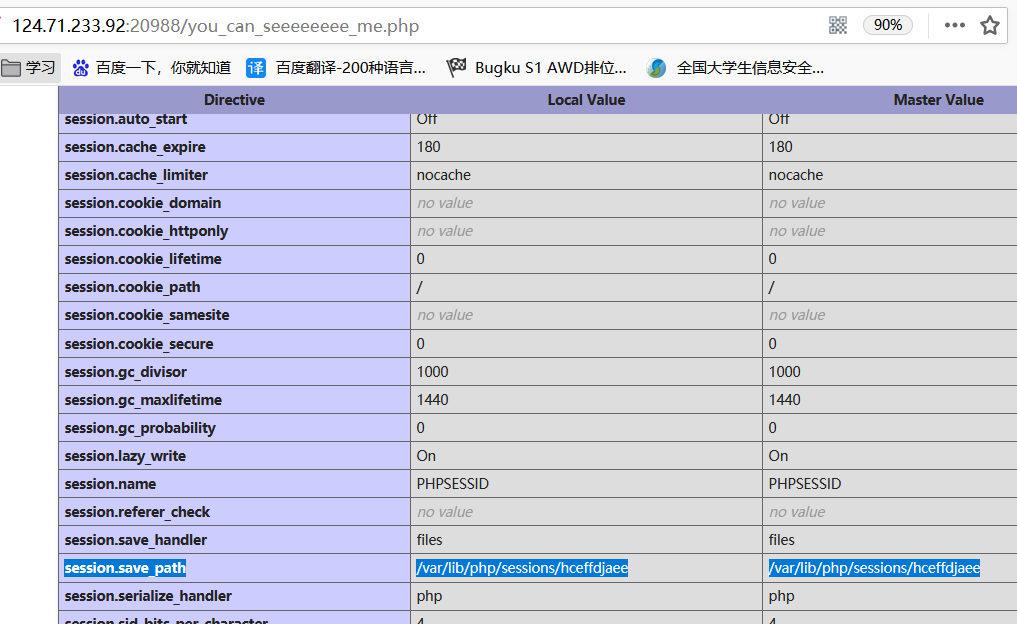 124.71.233.92:20988/you_can_seeeeeeee_me.php 90%
学习 百度一下，你就知道 译 百度翻译-200种语言... Bugku S1 AWD排位... 全国大学生信息安全...
Directive Local Value Master Value
session.auto_start Off Off
session.cache_expire 180 180
session.cache_limiter nocache nocache
session.cookie_domain no value no value
session.cookie_httponly no value no value
session.cookie_lifetime 0 0
session.cookie_path / /
session.cookie_samesite no value no value
session.cookie_secure 0 0
session.gc_divisor 1000 1000
session.gc_maxlifetime 1440 1440
session.gc_probability 0 0
session.lazy_write On On
session.name PHPSESSID PHPSESSID
session.referer_check no value no value
session.save_handler files files
session.save_path /var/lib/php/sessions/hceffdjaee /var/lib/php/sessions/hceffdjaee
session.serialize_handler php php
session.sid_bits_per_character 4 4